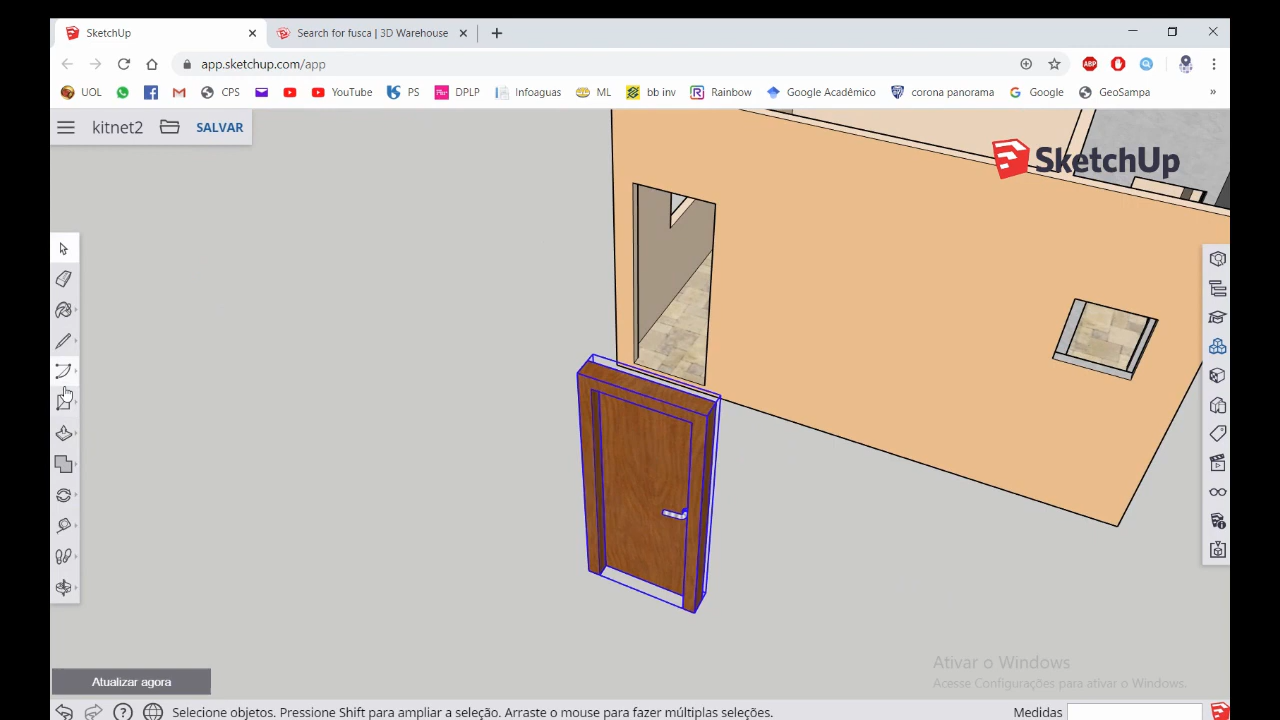 SketchUp
Search for fusca | 3D Warehouse
app.sketchup.com/app
ABP
UOL
CPS
YouTube
PS
DPLP
Infoaguas
ML
bb inv
Rainbow
Google Acadêmico
corona panorama
Google
GeoSampa
»
kitnet2
SALVAR
SketchUp
Ativar o Windows
Acesse Configurações para ativar o Windows.
Atualizar agora
Selecione objetos. Pressione Shift para ampliar a seleção. Arraste o mouse para fazer múltiplas seleções.
Medidas